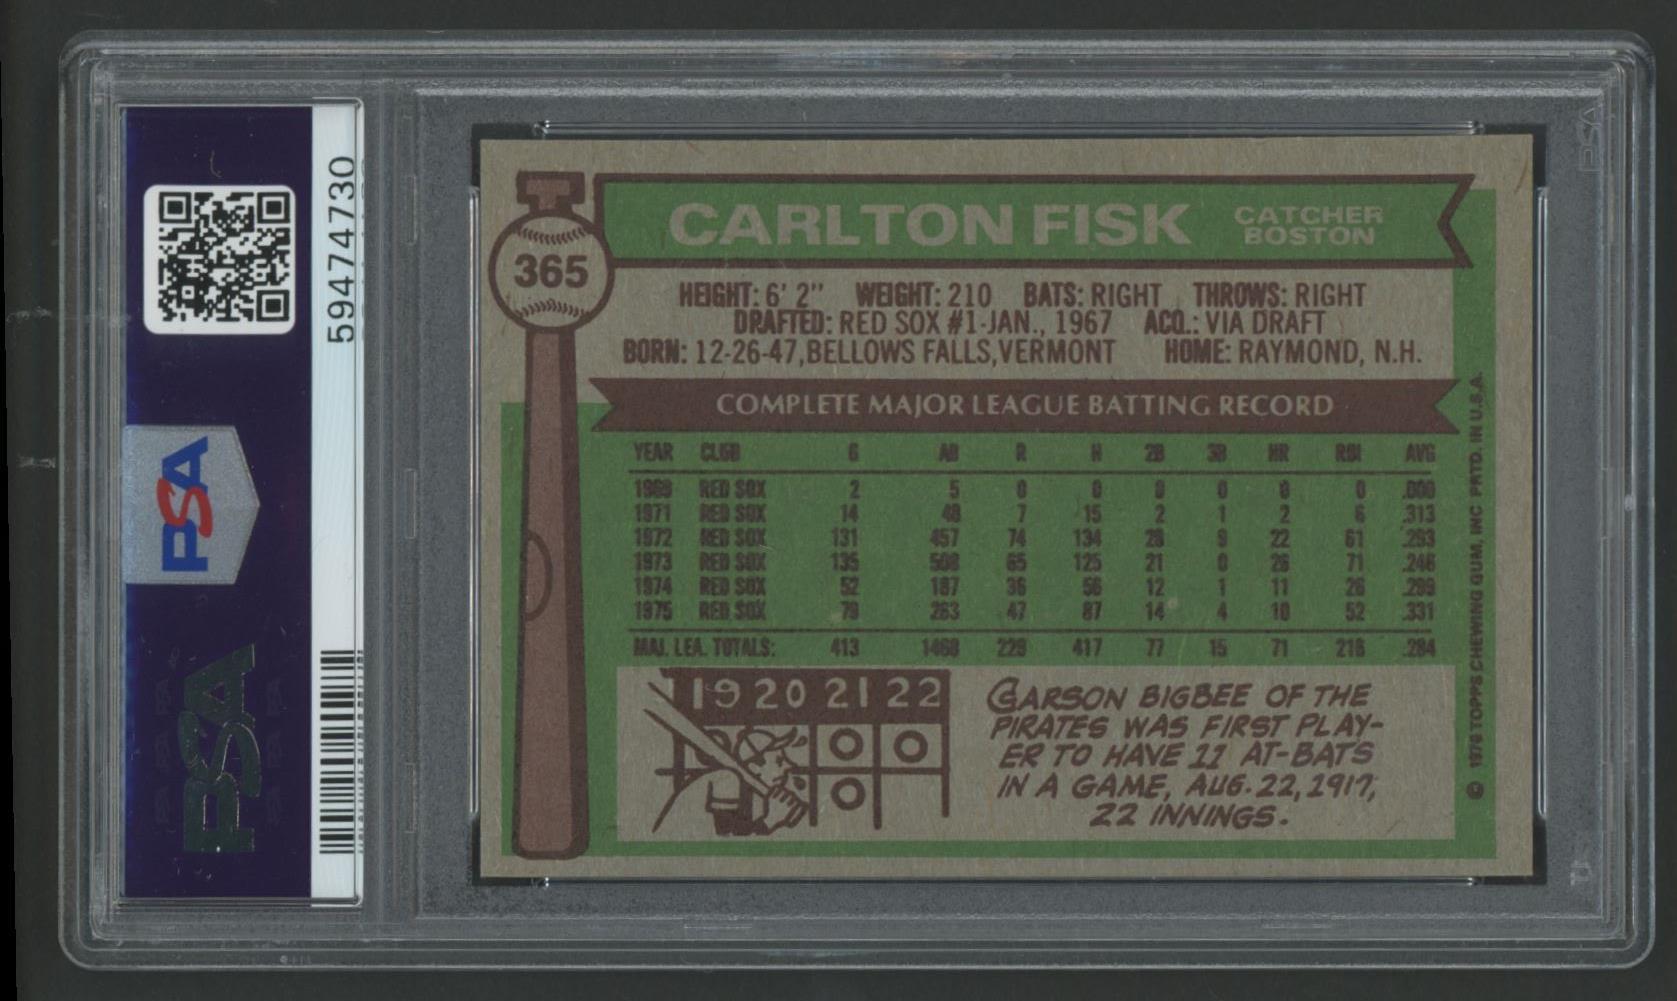 59474730
PSA
PSA
PSA
365
CARLTON FISK
CATCHER
BOSTON
HEIGHT: 6' 2" WEIGHT: 210 BATS: RIGHT THROWS: RIGHT
DRAFTED: RED SOX #1-JAN., 1967 ACQ.: VIA DRAFT
BORN: 12-26-47, BELLOWS FALLS, VERMONT HOME: RAYMOND, N.H.
COMPLETE MAJOR LEAGUE BATTING RECORD
YEAR CLUB G AB R H 2B 3B HR RBI AVG
1969 RED SOX 2 5 0 0 0 0 0 0 .000
1971 RED SOX 14 48 7 15 2 1 2 6 .313
1972 RED SOX 131 457 74 134 28 9 22 61 .293
1973 RED SOX 135 508 65 125 21 0 26 71 .246
1974 RED SOX 52 187 36 56 12 1 11 26 .299
1975 RED SOX 79 263 47 87 14 4 10 52 .331
MAJ. LEA. TOTALS: 413 1468 229 417 77 15 71 216 .284
19 20 21 22
CARSON BIGBEE OF THE
PIRATES WAS FIRST PLAY-
ER TO HAVE 11 AT-BATS
IN A GAME, AUG. 22, 1917,
22 INNINGS.
© 1976 TOPPS CHEWING GUM, INC PRTD. IN U.S.A.